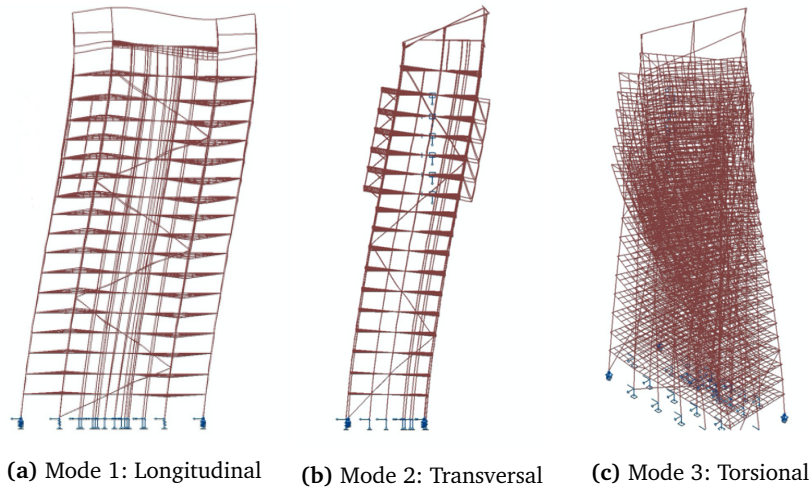 (a) Mode 1: Longitudinal
(b) Mode 2: Transversal
(c) Mode 3: Torsional